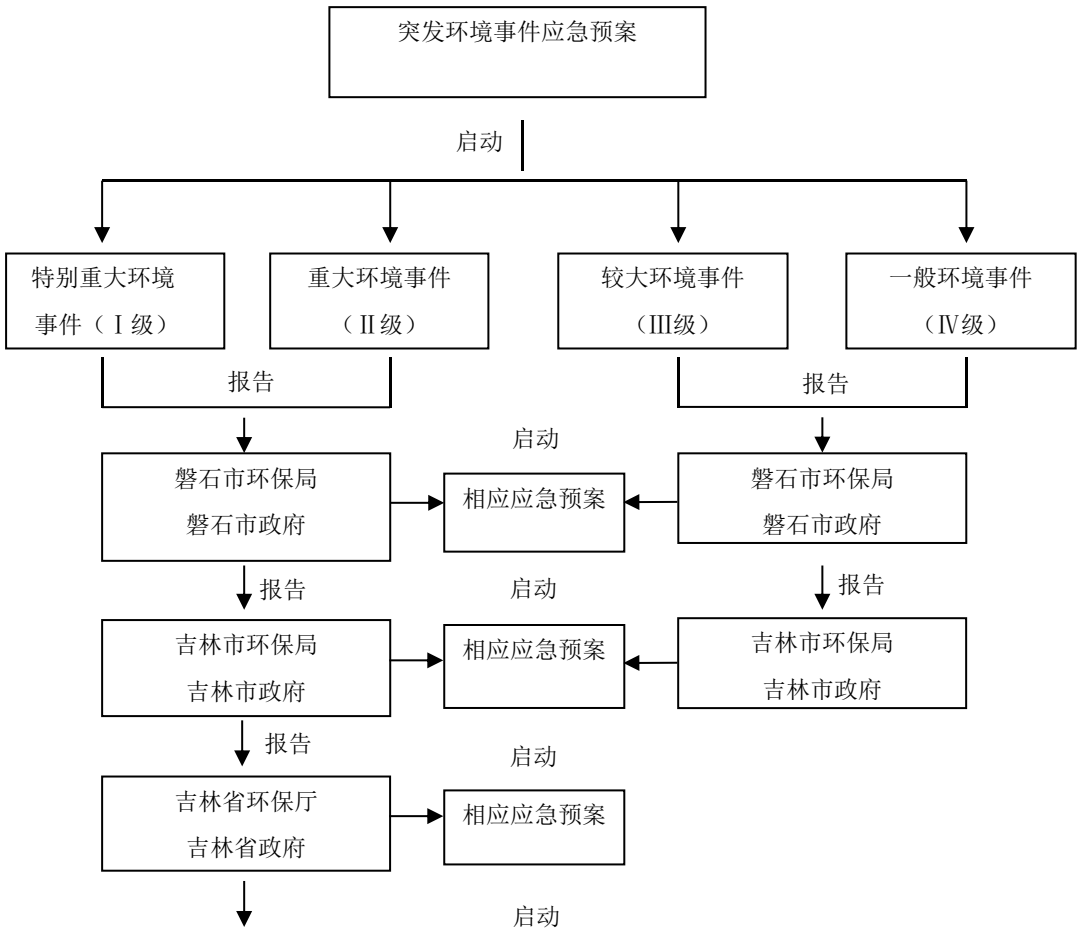 突发环境事件应急预案
启动
特别重大环境
事件（Ⅰ级）
重大环境事件
（Ⅱ级）
较大环境事件
（Ⅲ级）
一般环境事件
（Ⅳ级）
报告
报告
启动
磐石市环保局
磐石市政府
相应应急预案
磐石市环保局
磐石市政府
报告
启动
报告
吉林市环保局
吉林市政府
相应应急预案
吉林市环保局
吉林市政府
报告
启动
吉林省环保厅
吉林省政府
相应应急预案
启动